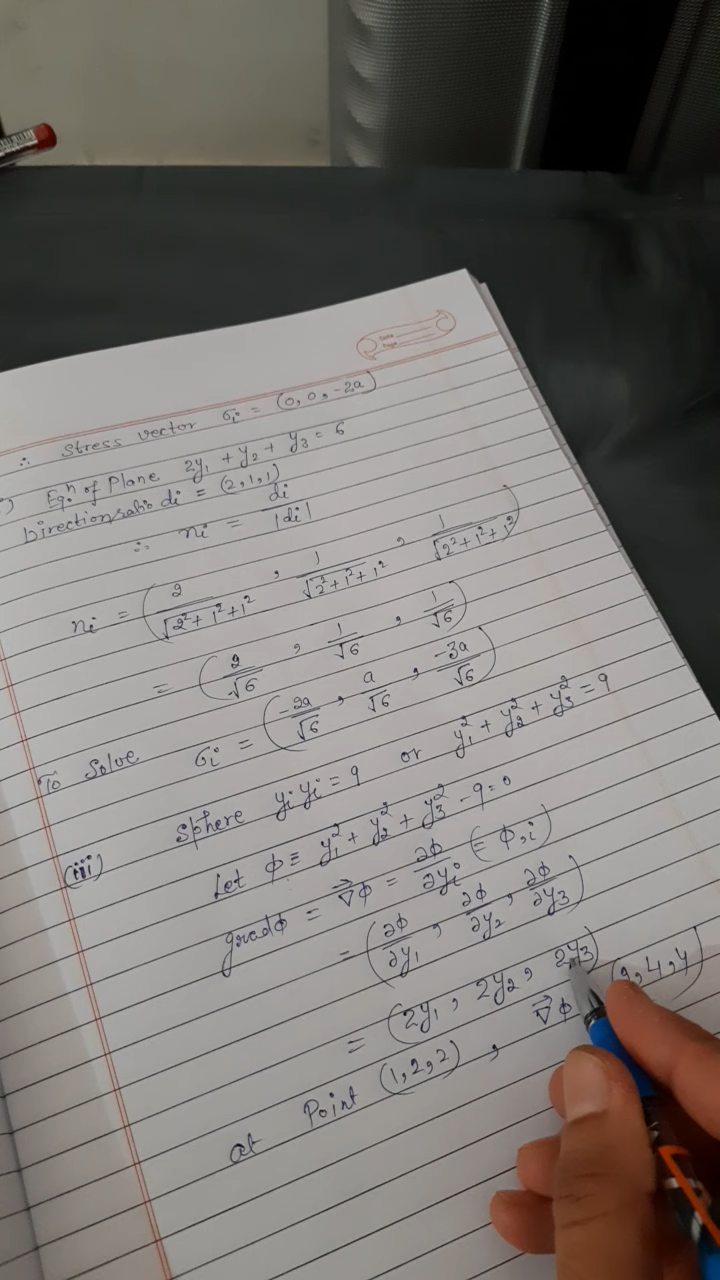 ∴ Stress vector σi = (0, 0, -2a)
) Eqⁿ. of Plane 2y₁ + y₂ + y₃ = 6
Direction ratio di = (2,1,1)
∴ ni = di / |di|
ni = (2/√(2²+1²+1²), 1/√(2²+1²+1²), 1/√(2²+1²+1²))
= (2/√6, 1/√6, 1/√6)
To Solve σi = (-2a/√6, a/√6, -3a/√6)
(iii) Sphere yiyi = 9 or y₁² + y₂² + y₃² = 9
Let ϕ ≡ y₁² + y₂² + y₃² - 9 = 0
gradϕ = ∇⃗ϕ = ∂ϕ/∂yi (= ϕ,i)
= (∂ϕ/∂y₁, ∂ϕ/∂y₂, ∂ϕ/∂y₃)
= (2y₁, 2y₂, 2y₃)
at Point (1,2,2), ∇⃗ϕ ,4,4)